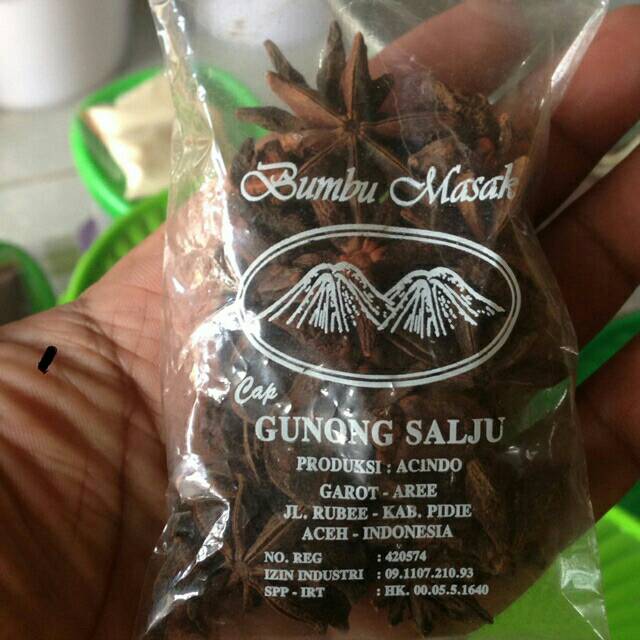 Bumbu Masak
Cap
GUNONG SALJU
PRODUKSI : ACINDO
GAROT - AREE
JL. RUBEE - KAB. PIDIE
ACEH - INDONESIA
NO. REG : 420574
IZIN INDUSTRI : 09.1107.210.93
SPP - IRT : HK. 00.05.5.1640